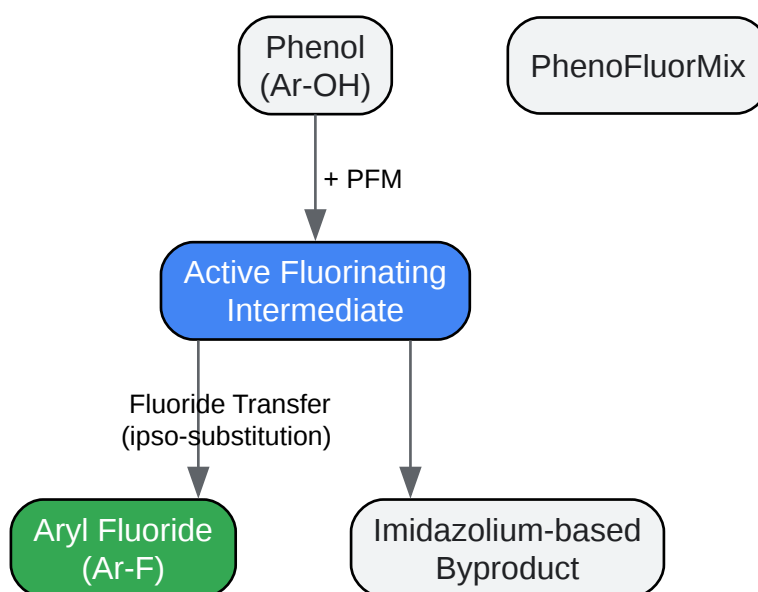 Phenol
(Ar-OH)
PhenoFluorMix
+ PFM
Active Fluorinating
Intermediate
Fluoride Transfer
(ipso-substitution)
Aryl Fluoride
(Ar-F)
Imidazolium-based
Byproduct